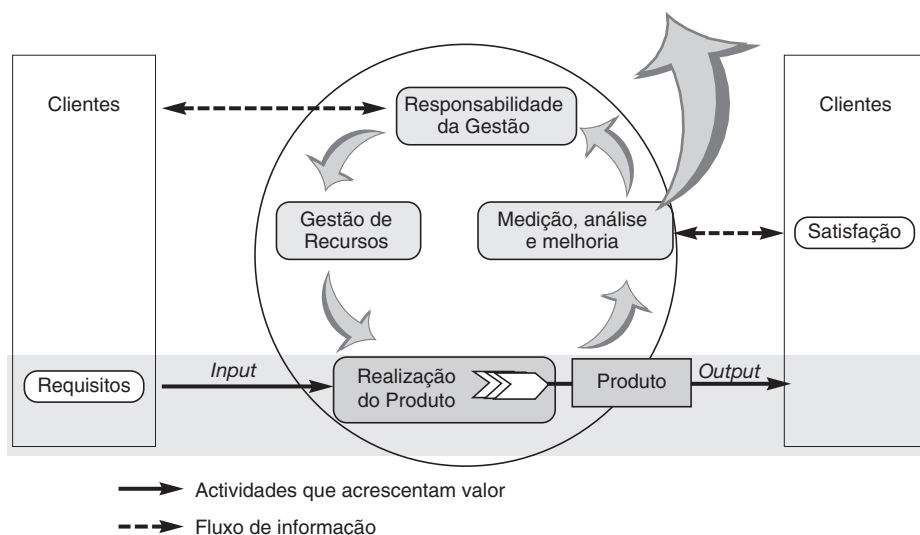 Clientes
Responsabilidade
da Gestão
Clientes
Gestão de
Recursos
Medição, análise
e melhoria
Satisfação
Requisitos
Input
Realização
do Produto
Produto
Output
Actividades que acrescentam valor
Fluxo de informação